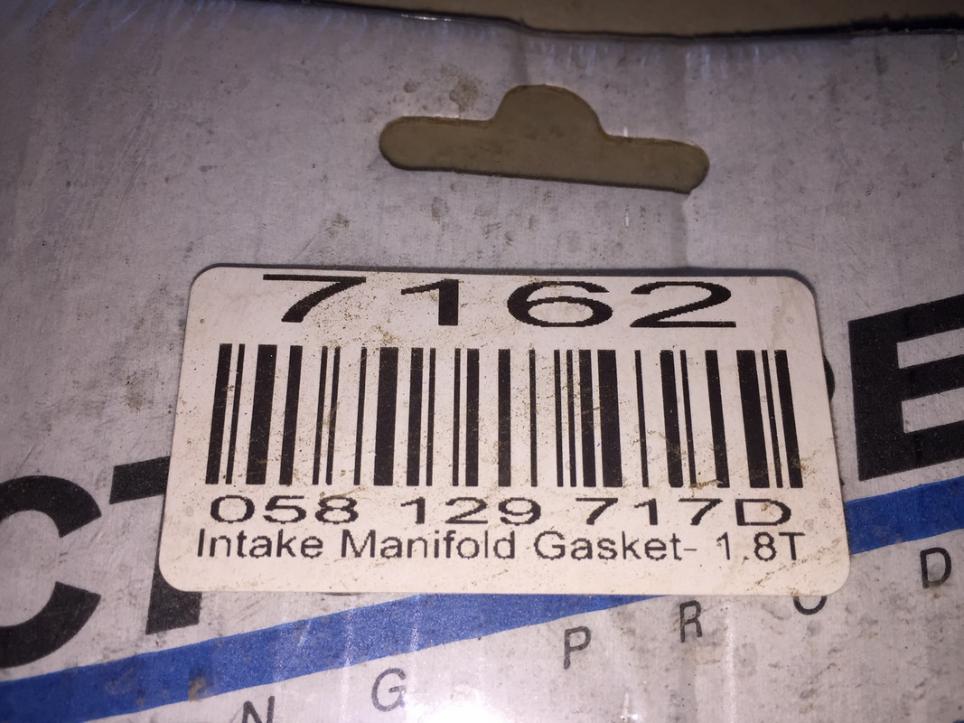 7162
058 129 717D
Intake Manifold Gasket- 1.8T